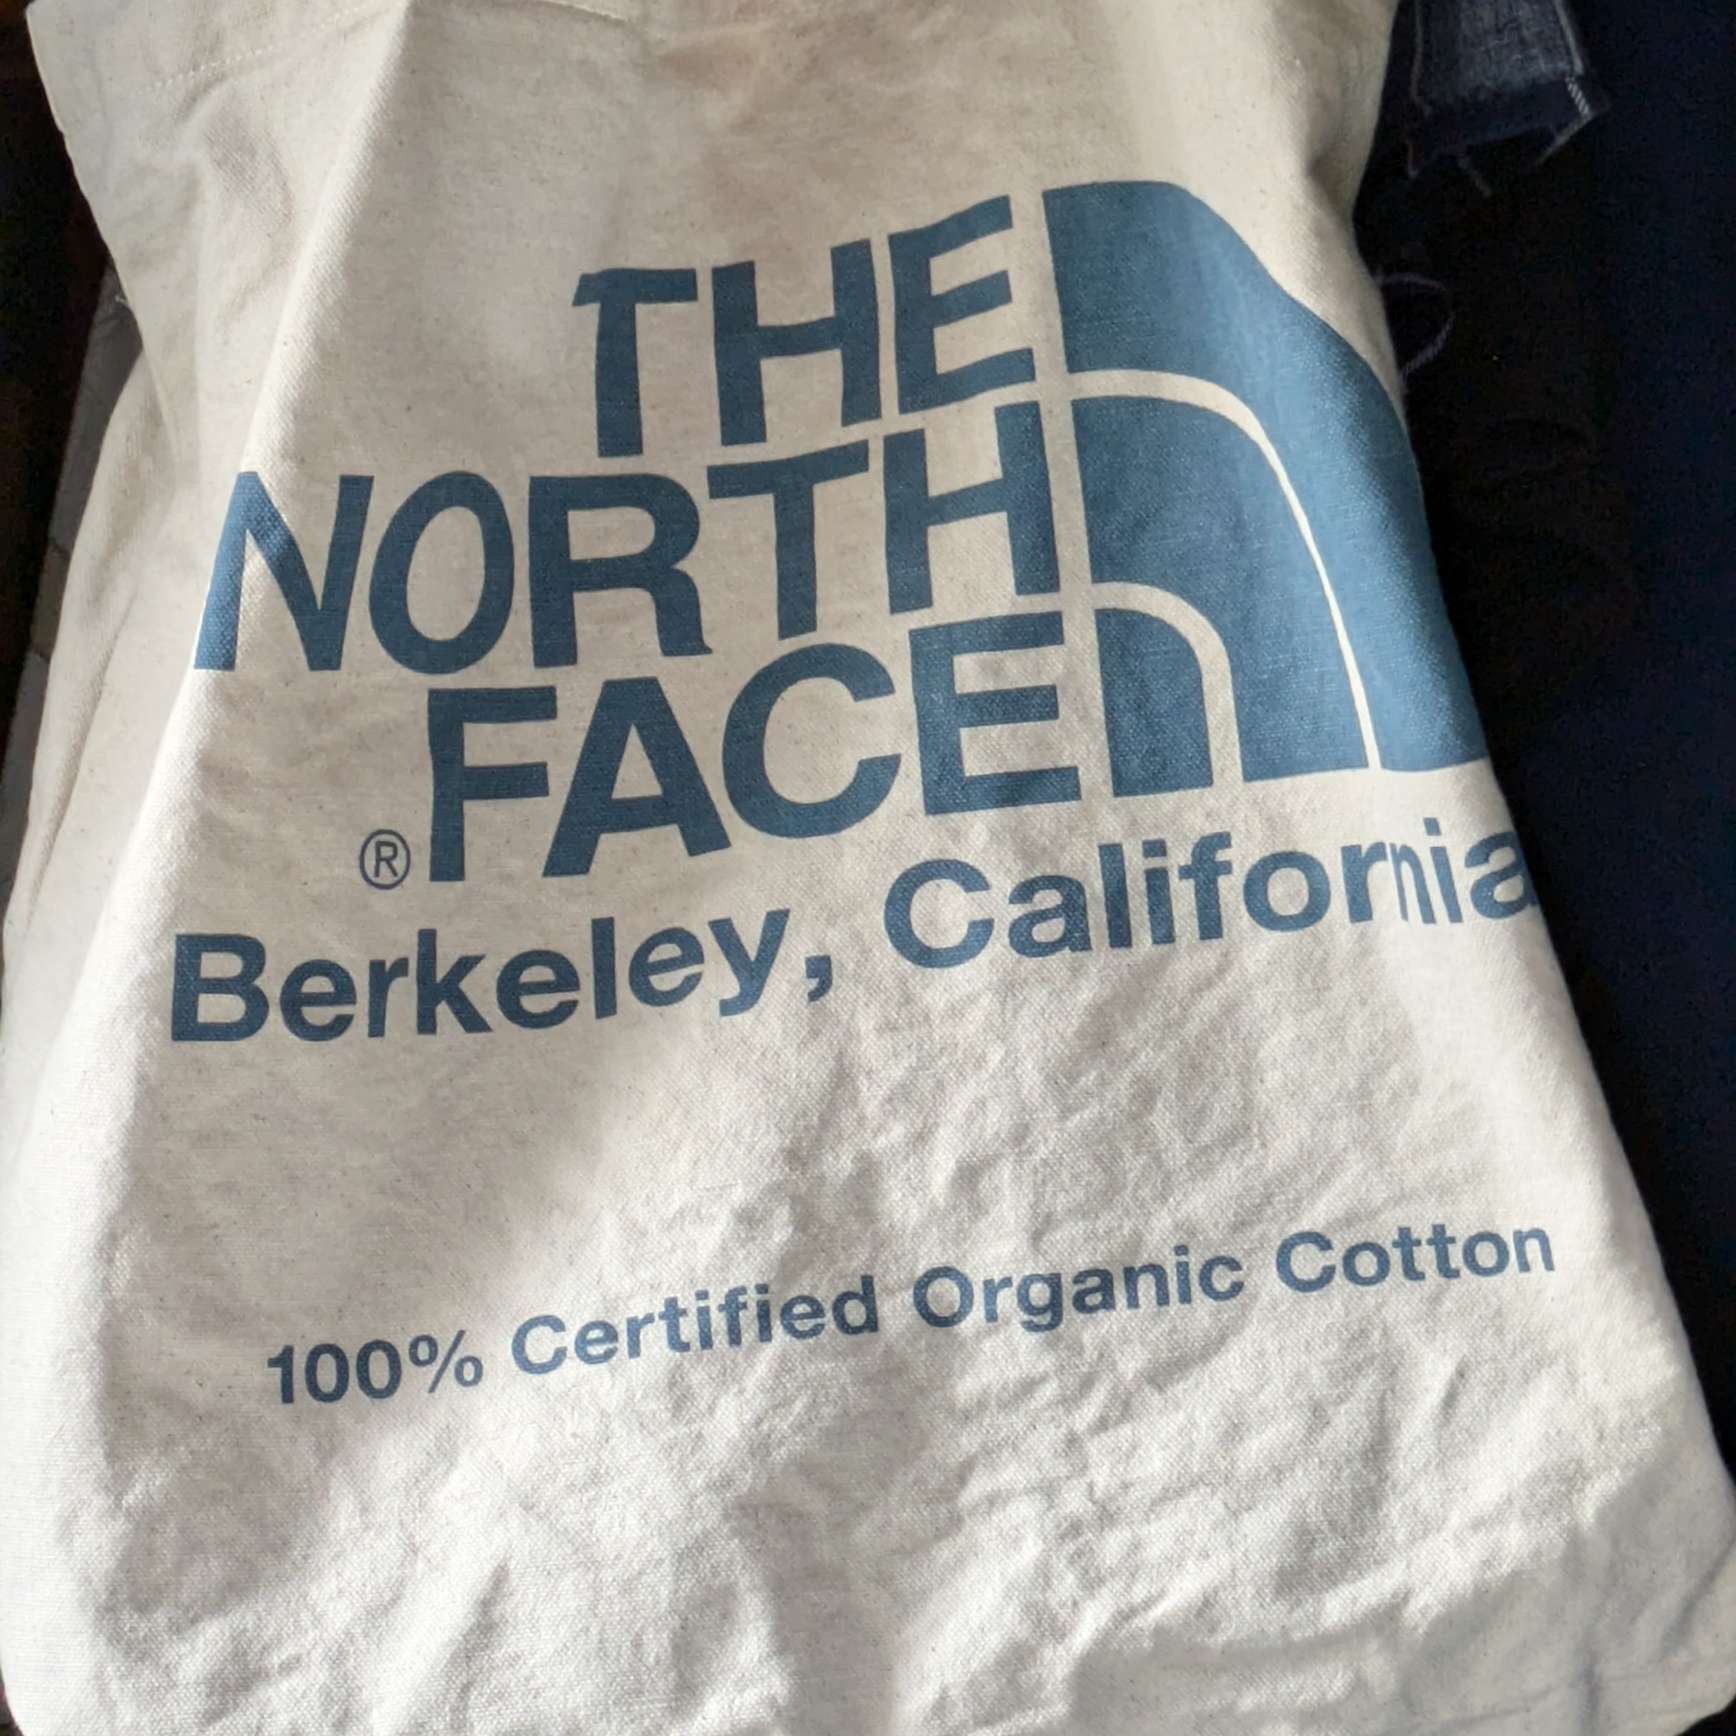 THE
NORTH
FACE
®
Berkeley, California
100% Certified Organic Cotton